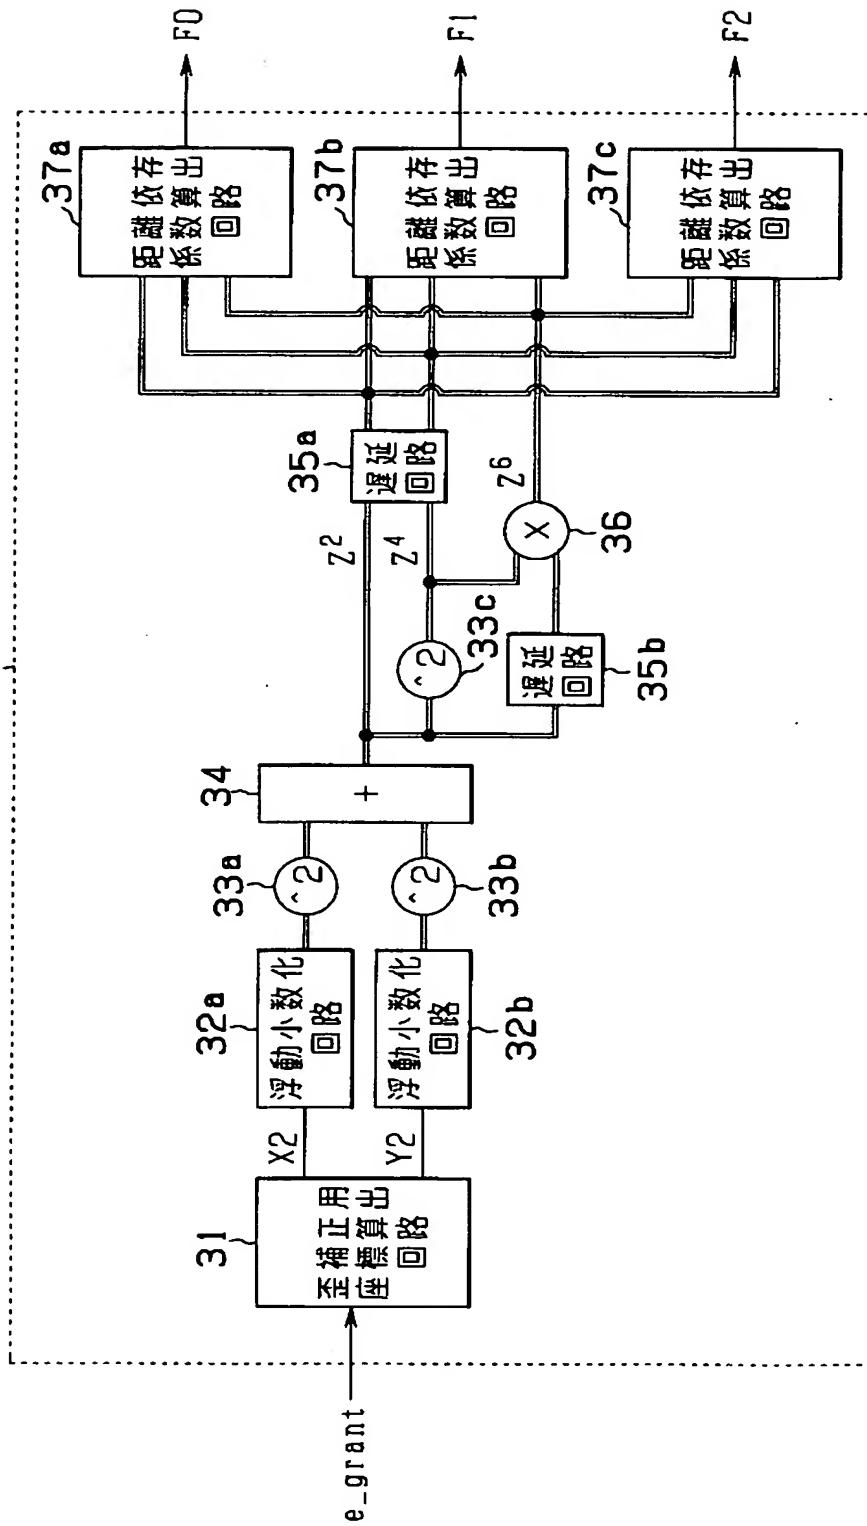 e_grant
31
歪補正用
座標算出
回路
X2
Y2
32a
浮動小数化
回路
32b
浮動小数化
回路
33a
^2
33b
^2
34
+
Z2
Z4
33c
^2
35b
遅延
回路
35a
遅延
回路
Z6
X
36
37a
距離依存
係数算出
回路
F0
37b
距離依存
係数算出
回路
F1
37c
距離依存
係数算出
回路
F2